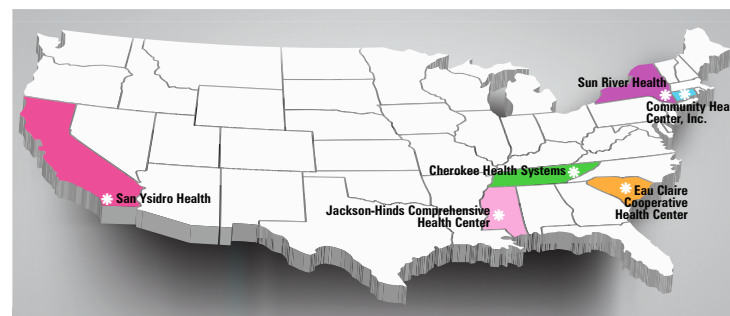 Sun River Health
Community Hea
Center, Inc.
Cherokee Health Systems
San Ysidro Health
Eau Claire
Cooperative
Health Center
Jackson-Hinds Comprehensive
Health Center